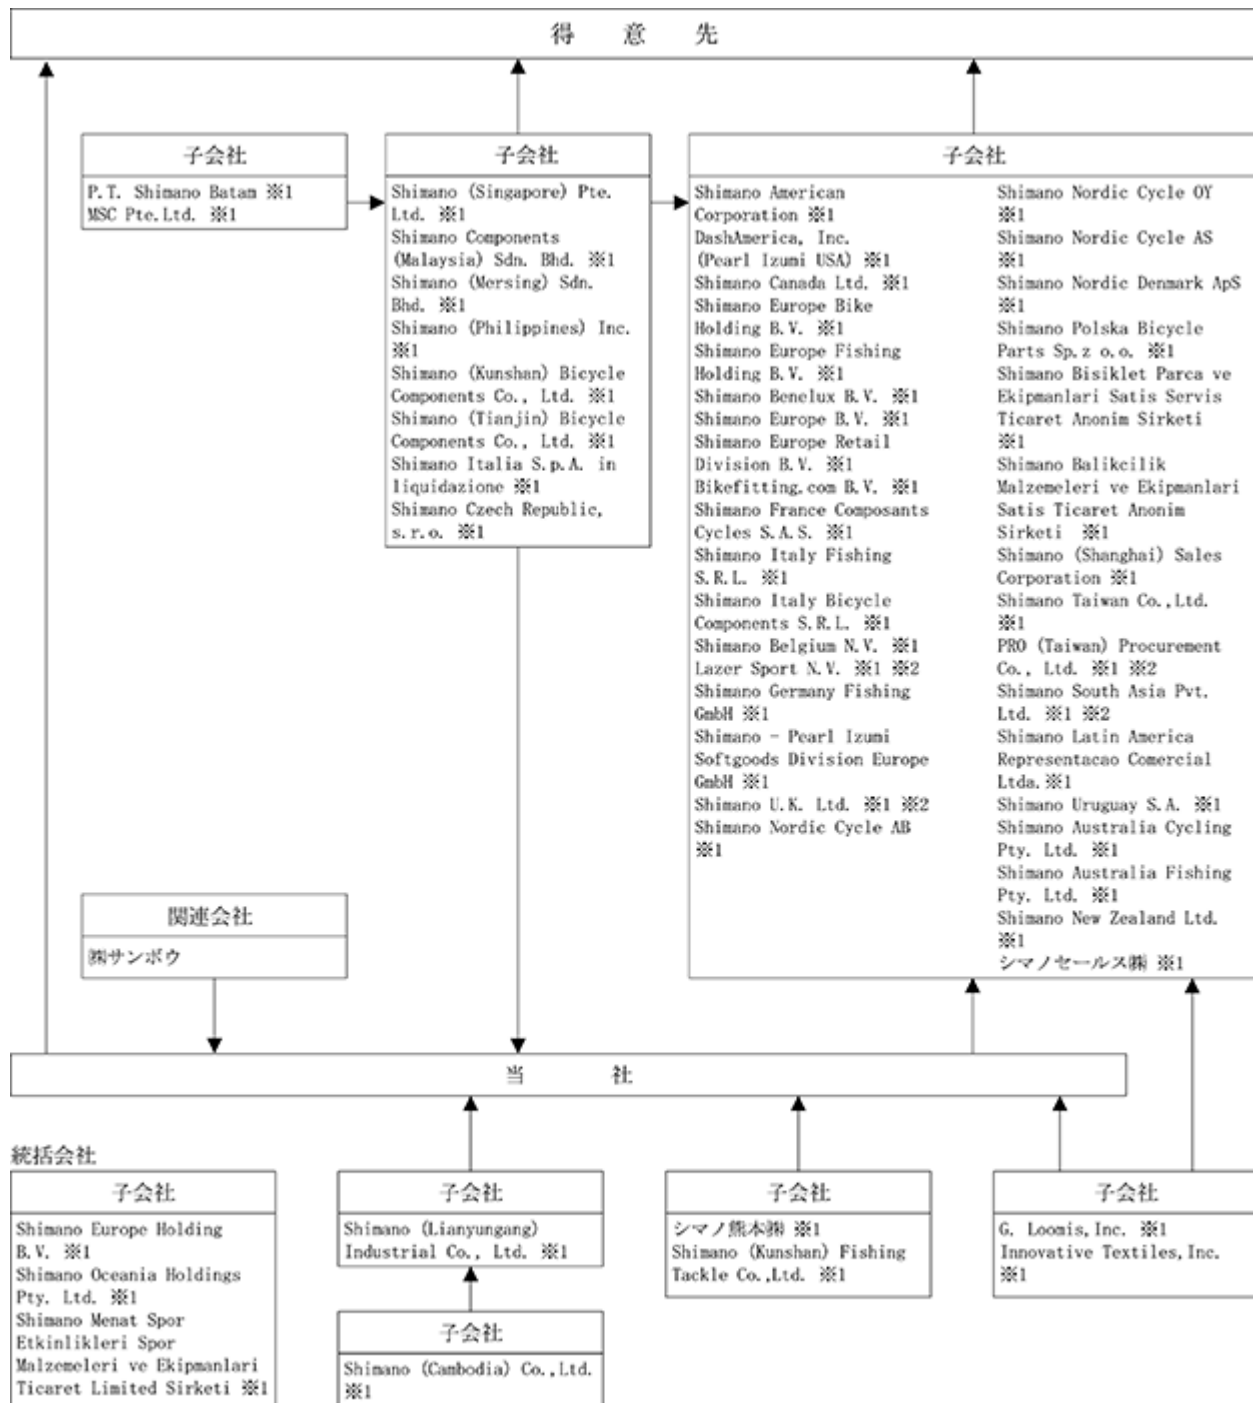 得意先
子会社
P.T. Shimano Batam ※1
MSC Pte.Ltd. ※1
子会社
Shimano (Singapore) Pte.
Ltd. ※1
Shimano Components
(Malaysia) Sdn. Bhd. ※1
Shimano (Mersing) Sdn.
Bhd. ※1
Shimano (Philippines) Inc.
※1
Shimano (Kunshan) Bicycle
Components Co., Ltd. ※1
Shimano (Tianjin) Bicycle
Components Co., Ltd. ※1
Shimano Italia S.p.A. in
liquidazione ※1
Shimano Czech Republic,
s.r.o. ※1
子会社
Shimano American
Corporation ※1
DashAmerica, Inc.
(Pearl Izumi USA) ※1
Shimano Canada Ltd. ※1
Shimano Europe Bike
Holding B.V. ※1
Shimano Europe Fishing
Holding B.V. ※1
Shimano Benelux B.V. ※1
Shimano Europe B.V. ※1
Shimano Europe Retail
Division B.V. ※1
Bikefitting.com B.V. ※1
Shimano France Composants
Cycles S.A.S. ※1
Shimano Italy Fishing
S.R.L. ※1
Shimano Italy Bicycle
Components S.R.L. ※1
Shimano Belgium N.V. ※1
Lazer Sport N.V. ※1 ※2
Shimano Germany Fishing
GmbH ※1
Shimano - Pearl Izumi
Softgoods Division Europe
GmbH ※1
Shimano U.K. Ltd. ※1 ※2
Shimano Nordic Cycle AB
※1
Shimano Nordic Cycle OY
※1
Shimano Nordic Cycle AS
※1
Shimano Nordic Denmark ApS
※1
Shimano Polska Bicycle
Parts Sp.z o.o. ※1
Shimano Bisiklet Parca ve
Ekipmanlari Satis Servis
Ticaret Anonim Sirketi
※1
Shimano Balikcilik
Malzemeleri ve Ekipmanlari
Satis Ticaret Anonim
Sirketi ※1
Shimano (Shanghai) Sales
Corporation ※1
Shimano Taiwan Co.,Ltd.
※1
PRO (Taiwan) Procurement
Co., Ltd. ※1 ※2
Shimano South Asia Pvt.
Ltd. ※1 ※2
Shimano Latin America
Representacao Comercial
Ltda.※1
Shimano Uruguay S.A. ※1
Shimano Australia Cycling
Pty. Ltd. ※1
Shimano Australia Fishing
Pty. Ltd. ※1
Shimano New Zealand Ltd.
※1
シマノセールス㈱ ※1
関連会社
㈱サンボウ
当社
統括会社
子会社
Shimano Europe Holding
B.V. ※1
Shimano Oceania Holdings
Pty. Ltd. ※1
Shimano Menat Spor
Etkinlikleri Spor
Malzemeleri ve Ekipmanlari
Ticaret Limited Sirketi ※1
子会社
Shimano (Lianyungang)
Industrial Co., Ltd. ※1
子会社
Shimano (Cambodia) Co.,Ltd.
※1
子会社
シマノ熊本㈱ ※1
Shimano (Kunshan) Fishing
Tackle Co.,Ltd. ※1
子会社
G. Loomis,Inc. ※1
Innovative Textiles,Inc.
※1